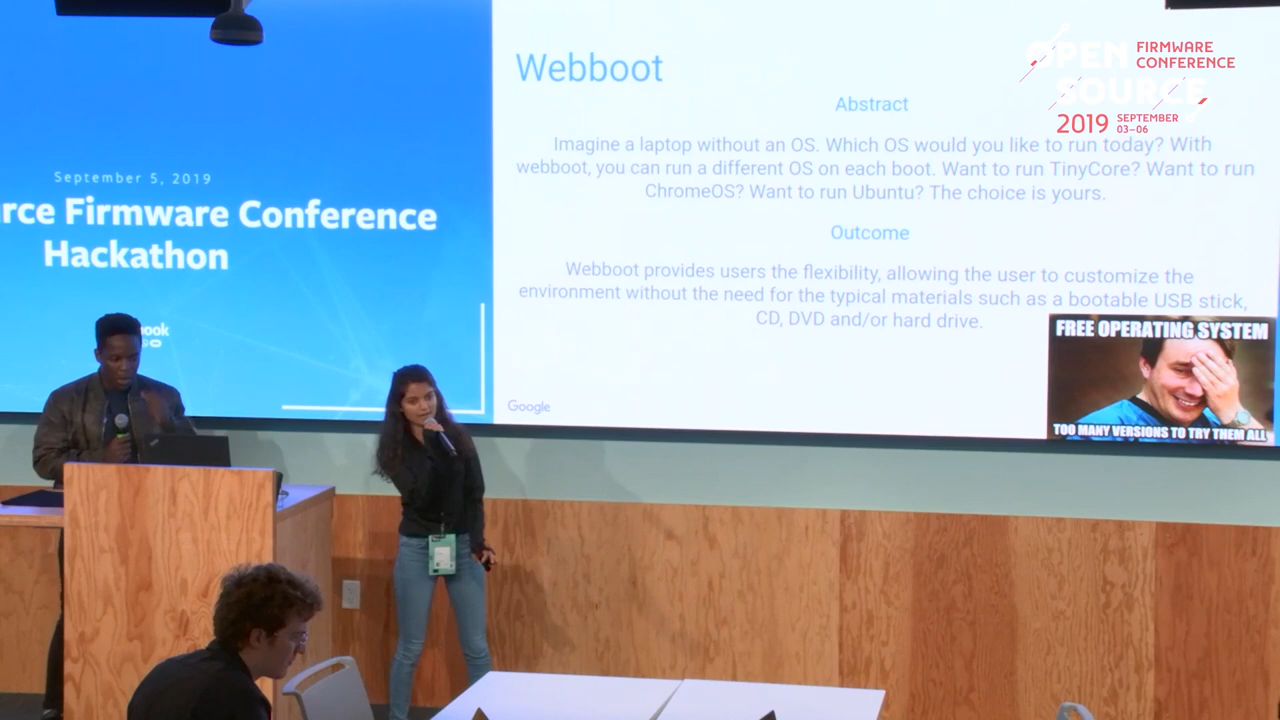 OPEN
SOURCE
FIRMWARE
CONFERENCE
2019
SEPTEMBER
03–06
September 5, 2019
rce Firmware Conference
Hackathon
ook
Webboot
Abstract
Imagine a laptop without an OS. Which OS would you like to run today? With
webboot, you can run a different OS on each boot. Want to run TinyCore? Want to run
ChromeOS? Want to run Ubuntu? The choice is yours.
Outcome
Webboot provides users the flexibility, allowing the user to customize the
environment without the need for the typical materials such as a bootable USB stick,
CD, DVD and/or hard drive.
Google
FREE OPERATING SYSTEM
TOO MANY VERSIONS TO TRY THEM ALL